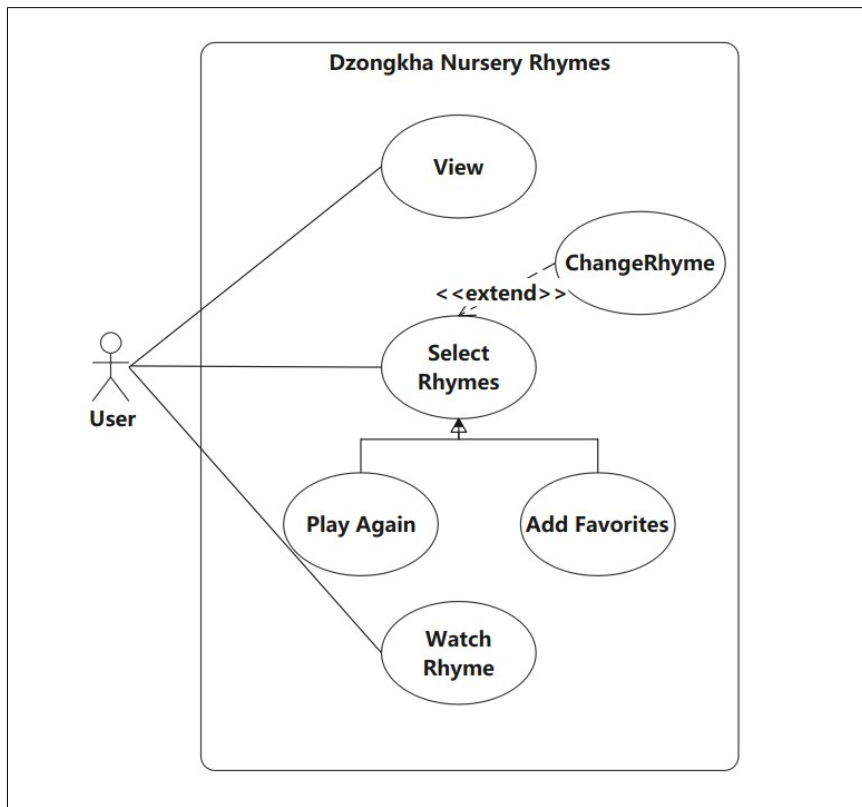 Dzongkha Nursery Rhymes
View
ChangeRhyme
<<extend>>
Select
Rhymes
User
Play Again
Add Favorites
Watch
Rhyme